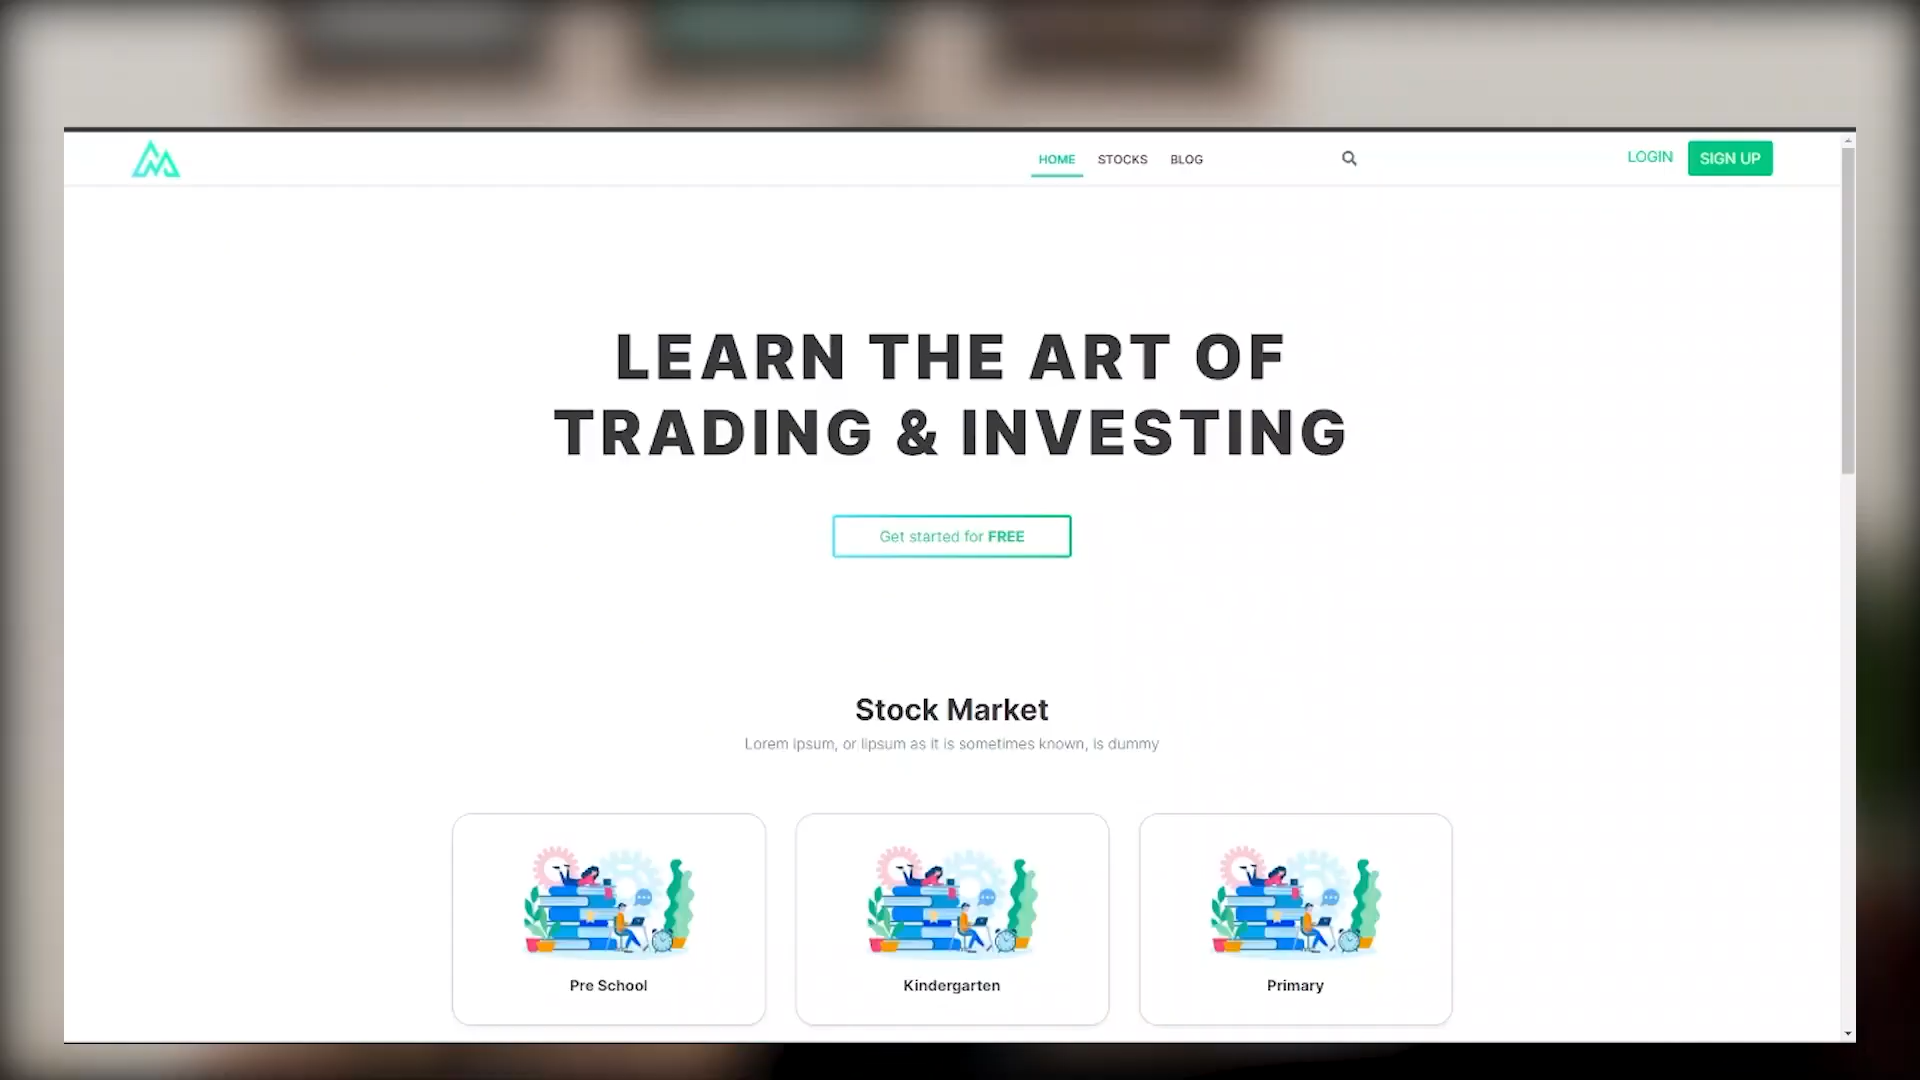 HOME STOCKS BLOG LOGIN SIGN UP
LEARN THE ART OF
TRADING & INVESTING
Get started for FREE
Stock Market
Lorem ipsum, or lipsum as it is sometimes known, is dummy
Pre School Kindergarten Primary